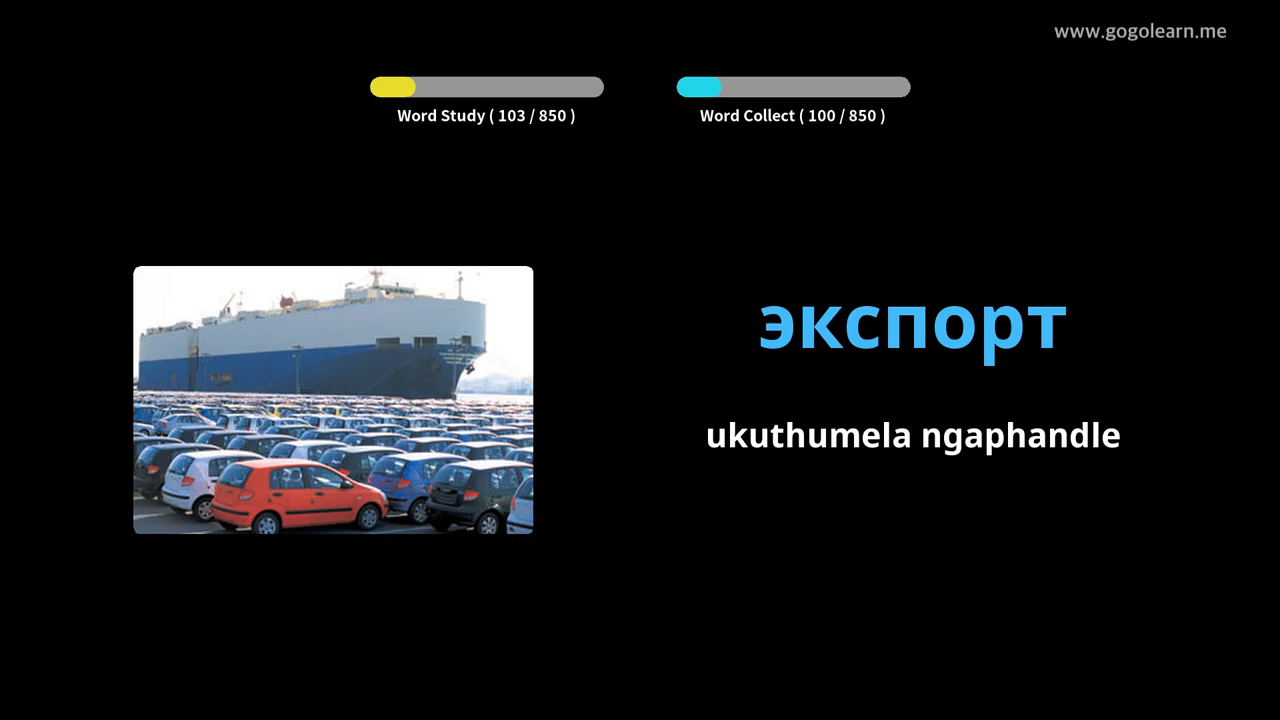 www.gogolearn.me
Word Study ( 103 / 850 )
Word Collect ( 100 / 850 )
экспорт
ukuthumela ngaphandle